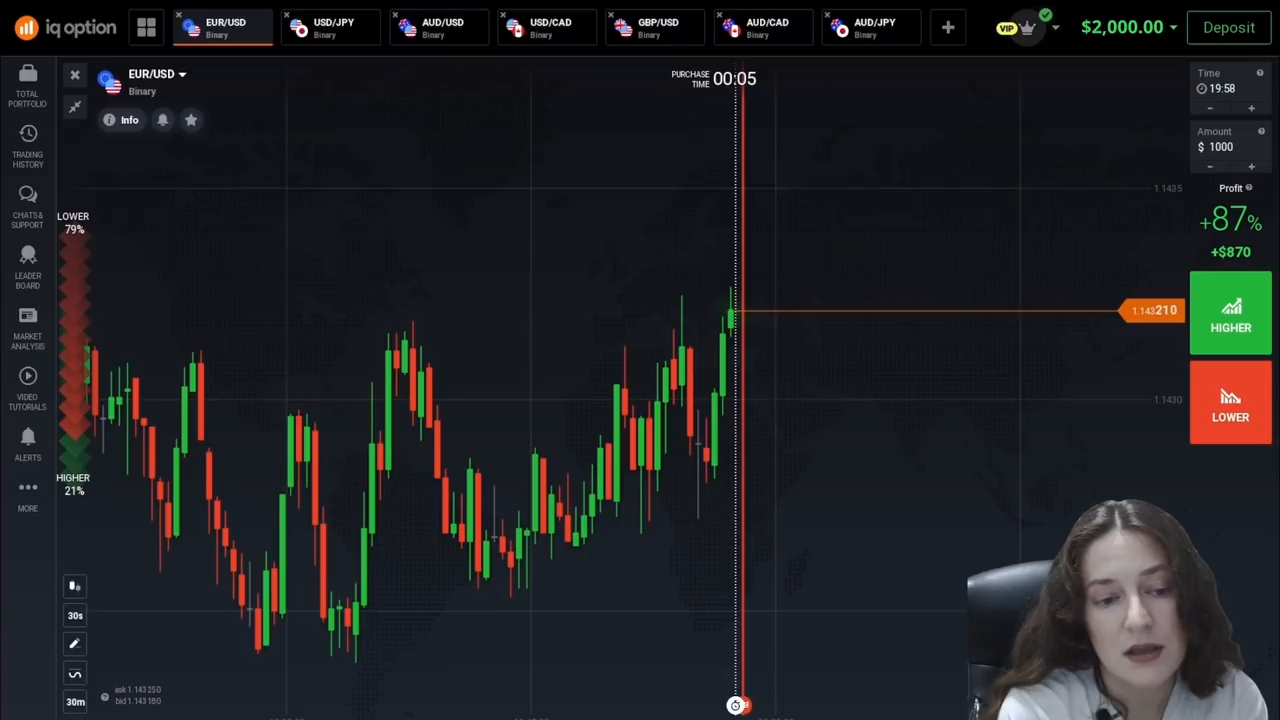 iq option
EUR/USD
Binary
USD/JPY
Binary
AUD/USD
Binary
USD/CAD
Binary
GBP/USD
Binary
AUD/CAD
Binary
AUD/JPY
Binary
VIP
$2,000.00
Deposit
TOTAL
PORTFOLIO
TRADING
HISTORY
CHATS &
SUPPORT
LEADER
BOARD
MARKET
ANALYSIS
VIDEO
TUTORIALS
ALERTS
MORE
EUR/USD
Binary
Info
LOWER
79%
HIGHER
21%
30s
30m
ask 1.143250
bid 1.143180
PURCHASE
TIME
00:05
1.1435
1.143210
1.1430
Time
19:58
- +
Amount
$ 1000
- +
Profit
+87%
+$870
HIGHER
LOWER